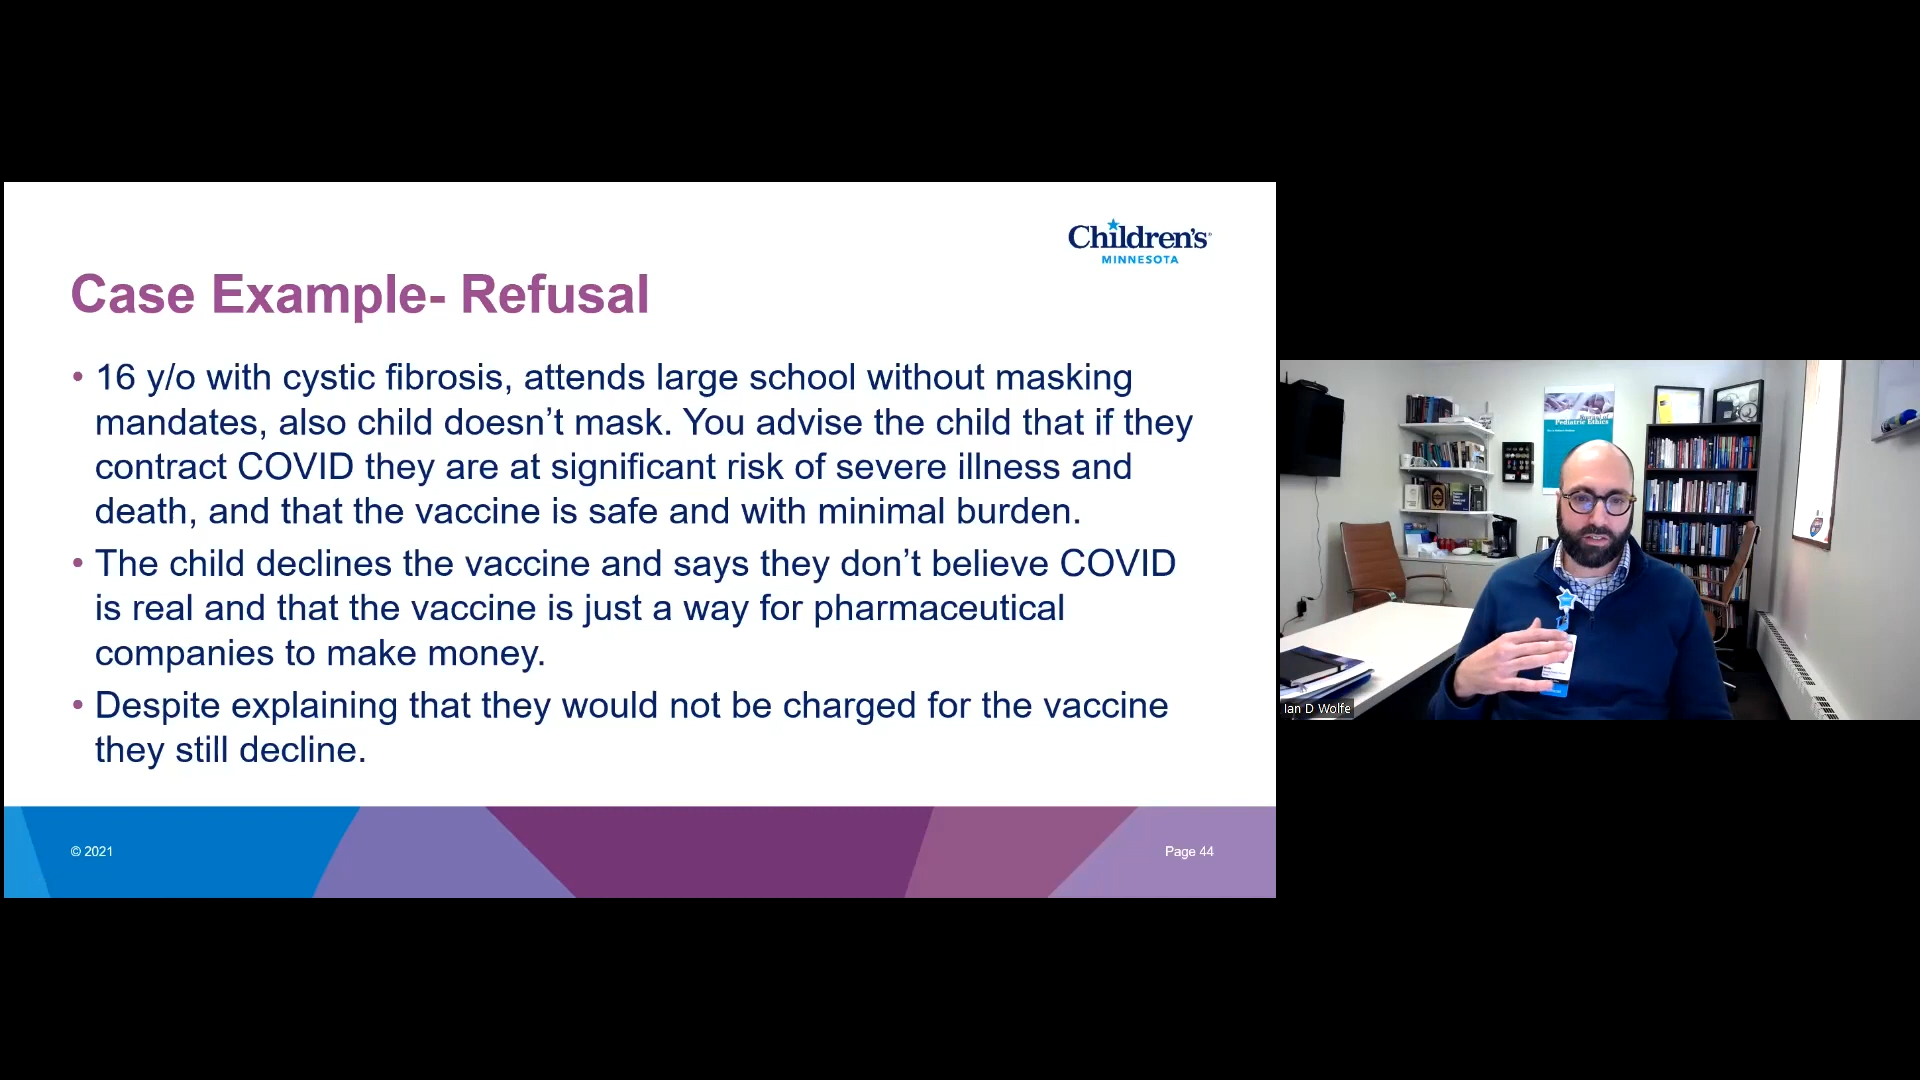 Children's
MINNESOTA
Case Example- Refusal
• 16 y/o with cystic fibrosis, attends large school without masking
mandates, also child doesn’t mask. You advise the child that if they
contract COVID they are at significant risk of severe illness and
death, and that the vaccine is safe and with minimal burden.
• The child declines the vaccine and says they don’t believe COVID
is real and that the vaccine is just a way for pharmaceutical
companies to make money.
• Despite explaining that they would not be charged for the vaccine
they still decline.
© 2021
Page 44
Pediatric Ethics
Ian D Wolfe